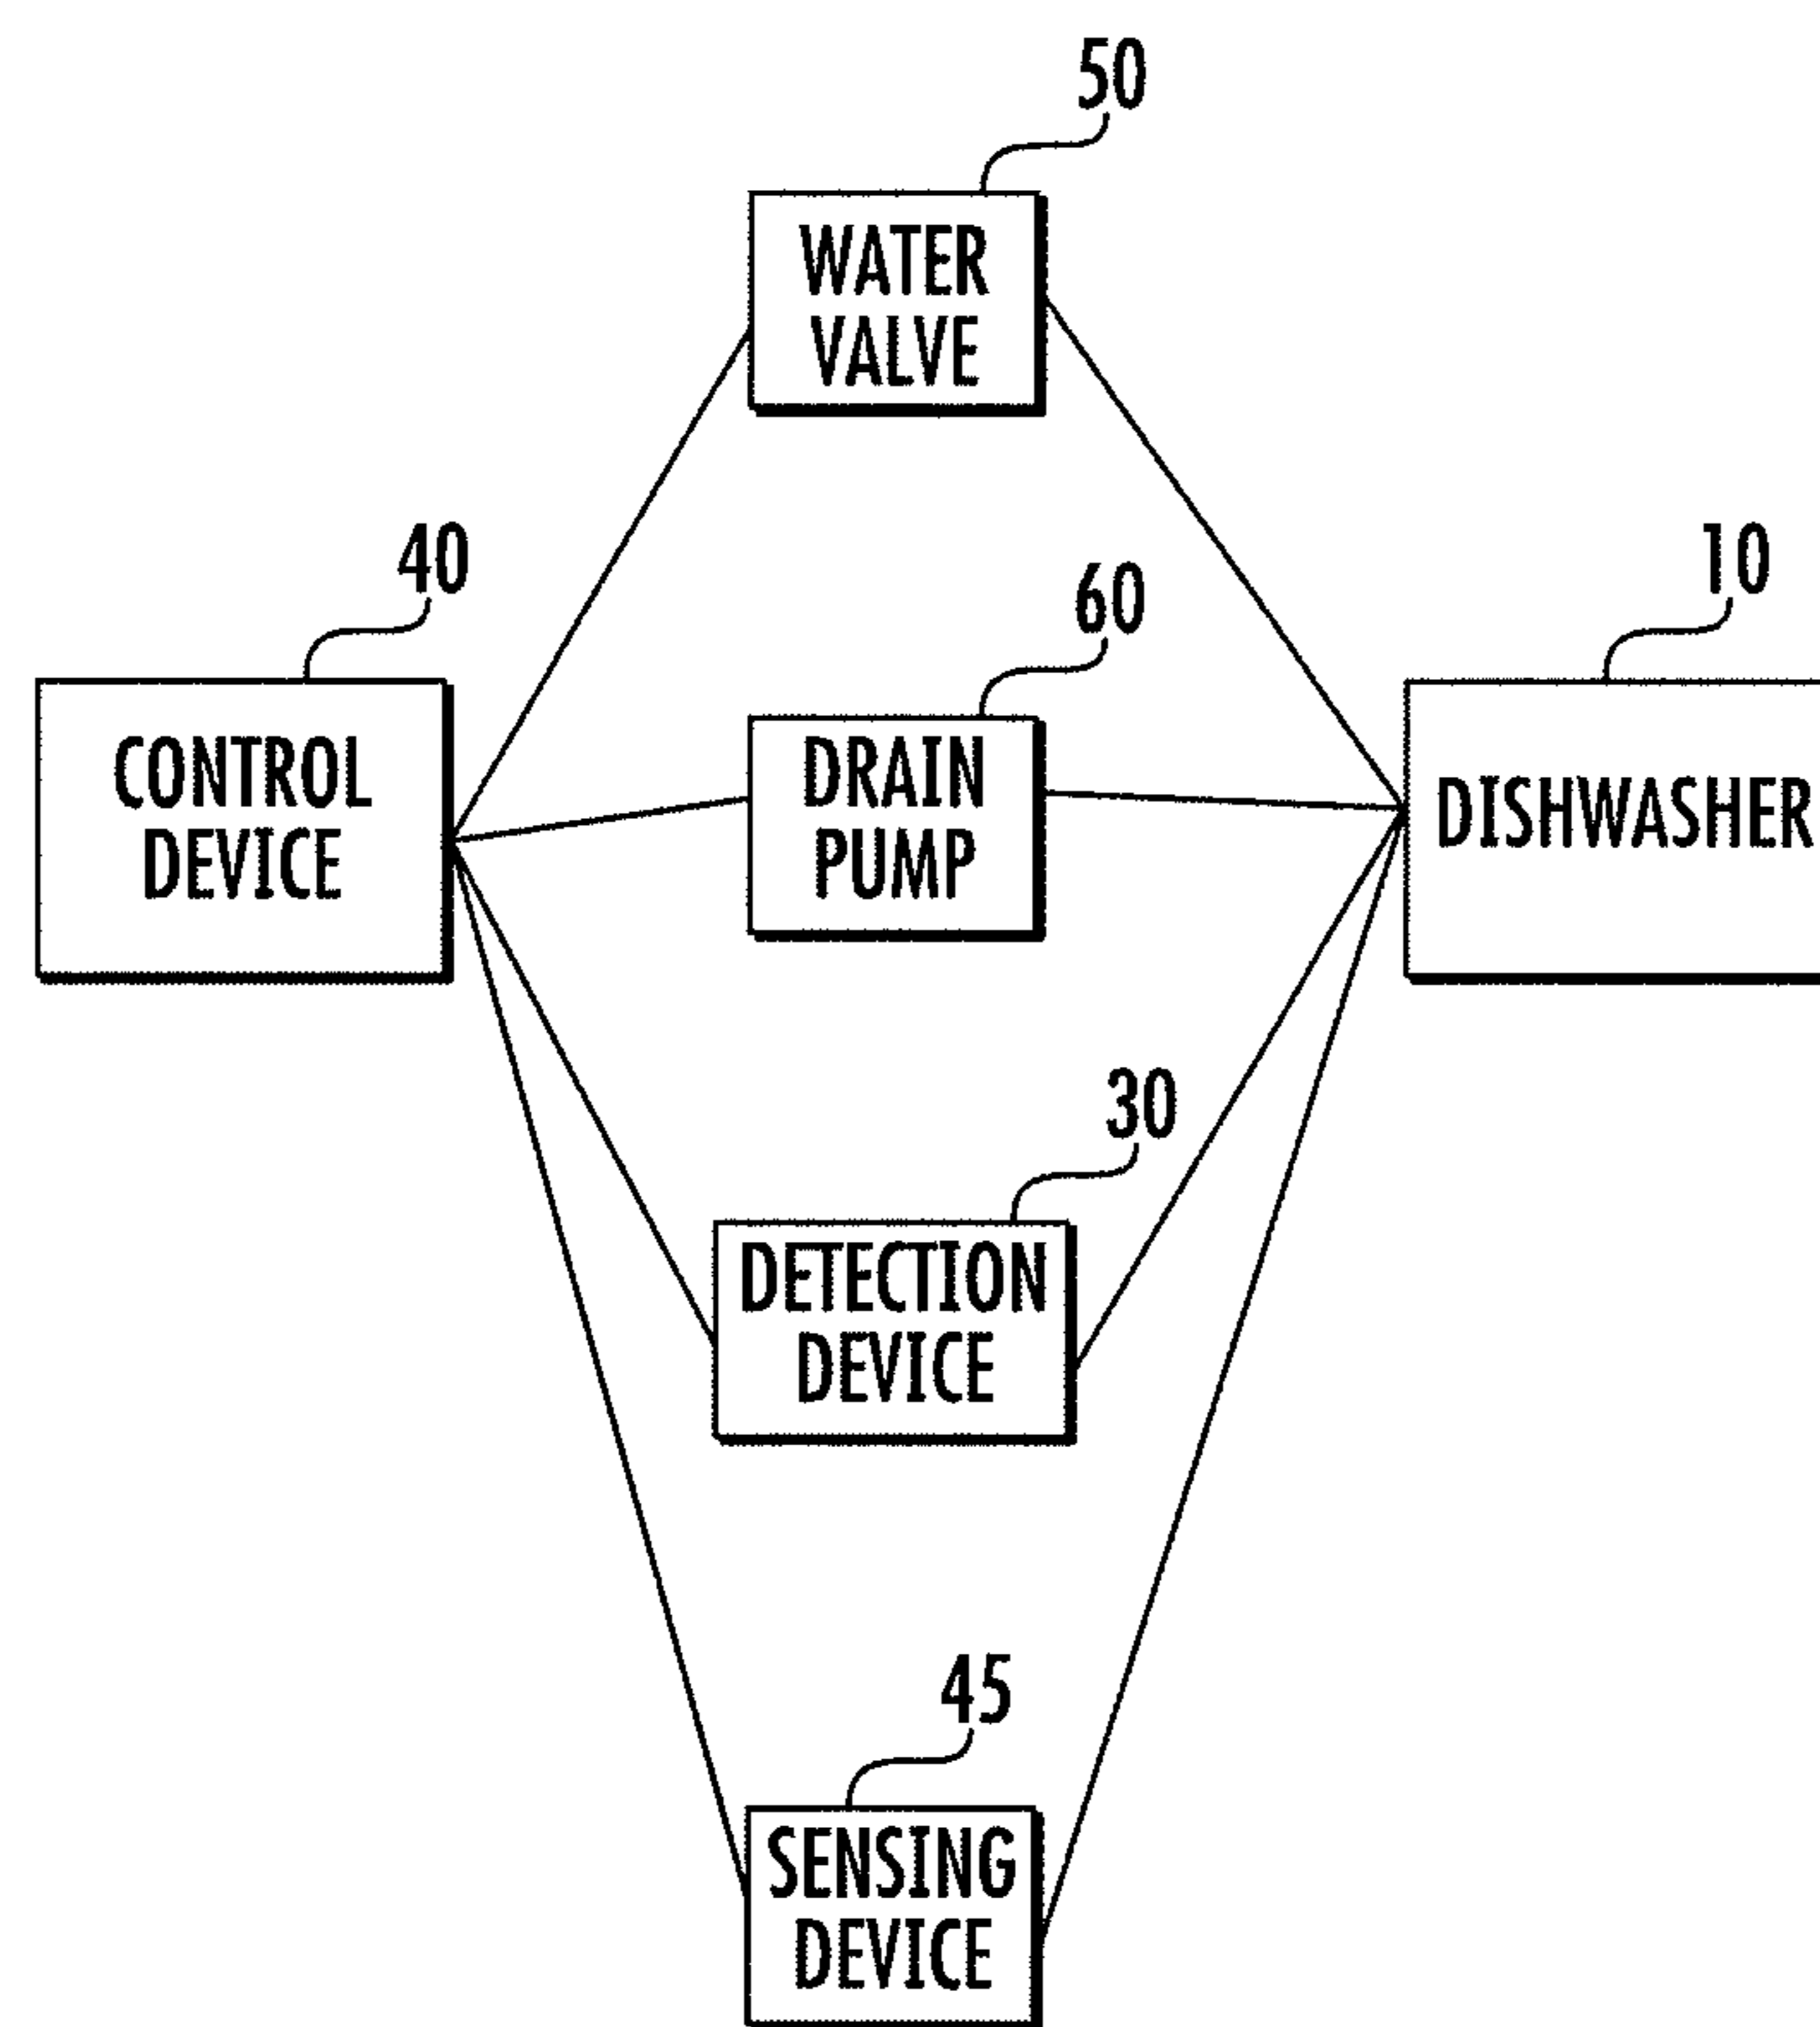 50
WATER
VALVE
40
CONTROL
DEVICE
60
DRAIN
PUMP
10
DISHWASHER
30
DETECTION
DEVICE
45
SENSING
DEVICE